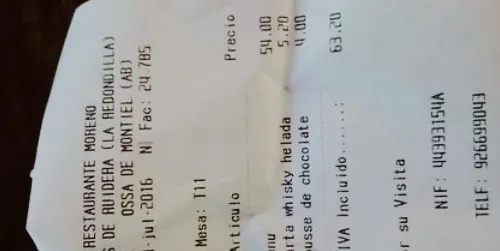 RESTAURANTE MORENO
DE RUIDERA (LA REDONDILLA)
OSSA DE MONTIEL (AB)
-jul-2016 N Fac: 24.785
Mesa: T11
Articulo Precio
nu 54.00
arta whisky helada 5.20
usse de chocolate 4.00
IVA Incluido.......: 63.20
su Visita
NIF: 44393154A
TELF: 926699043